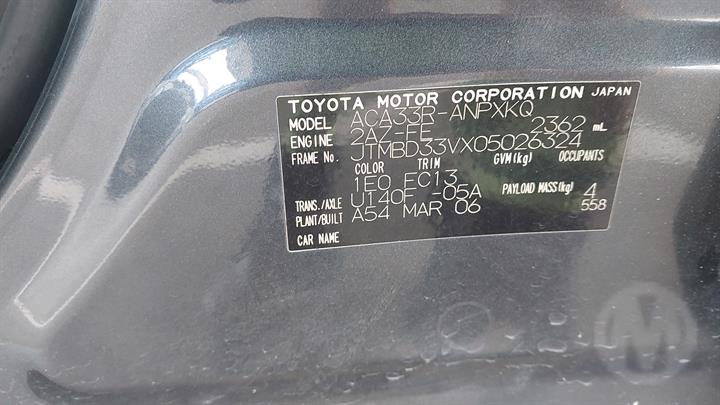 TOYOTA MOTOR CORPORATION JAPAN
MODEL ACA33R-ANPXKQ
ENGINE 2AZ-FE 2362 mL
FRAME No. JTMBD33VX05026324
COLOR TRIM GVM(kg) OCCUPANTS
1E0 FC13
TRANS./AXLE U140F -05A PAYLOAD MASS(kg) 4
PLANT/BUILT A54 MAR 06 558
CAR NAME
M